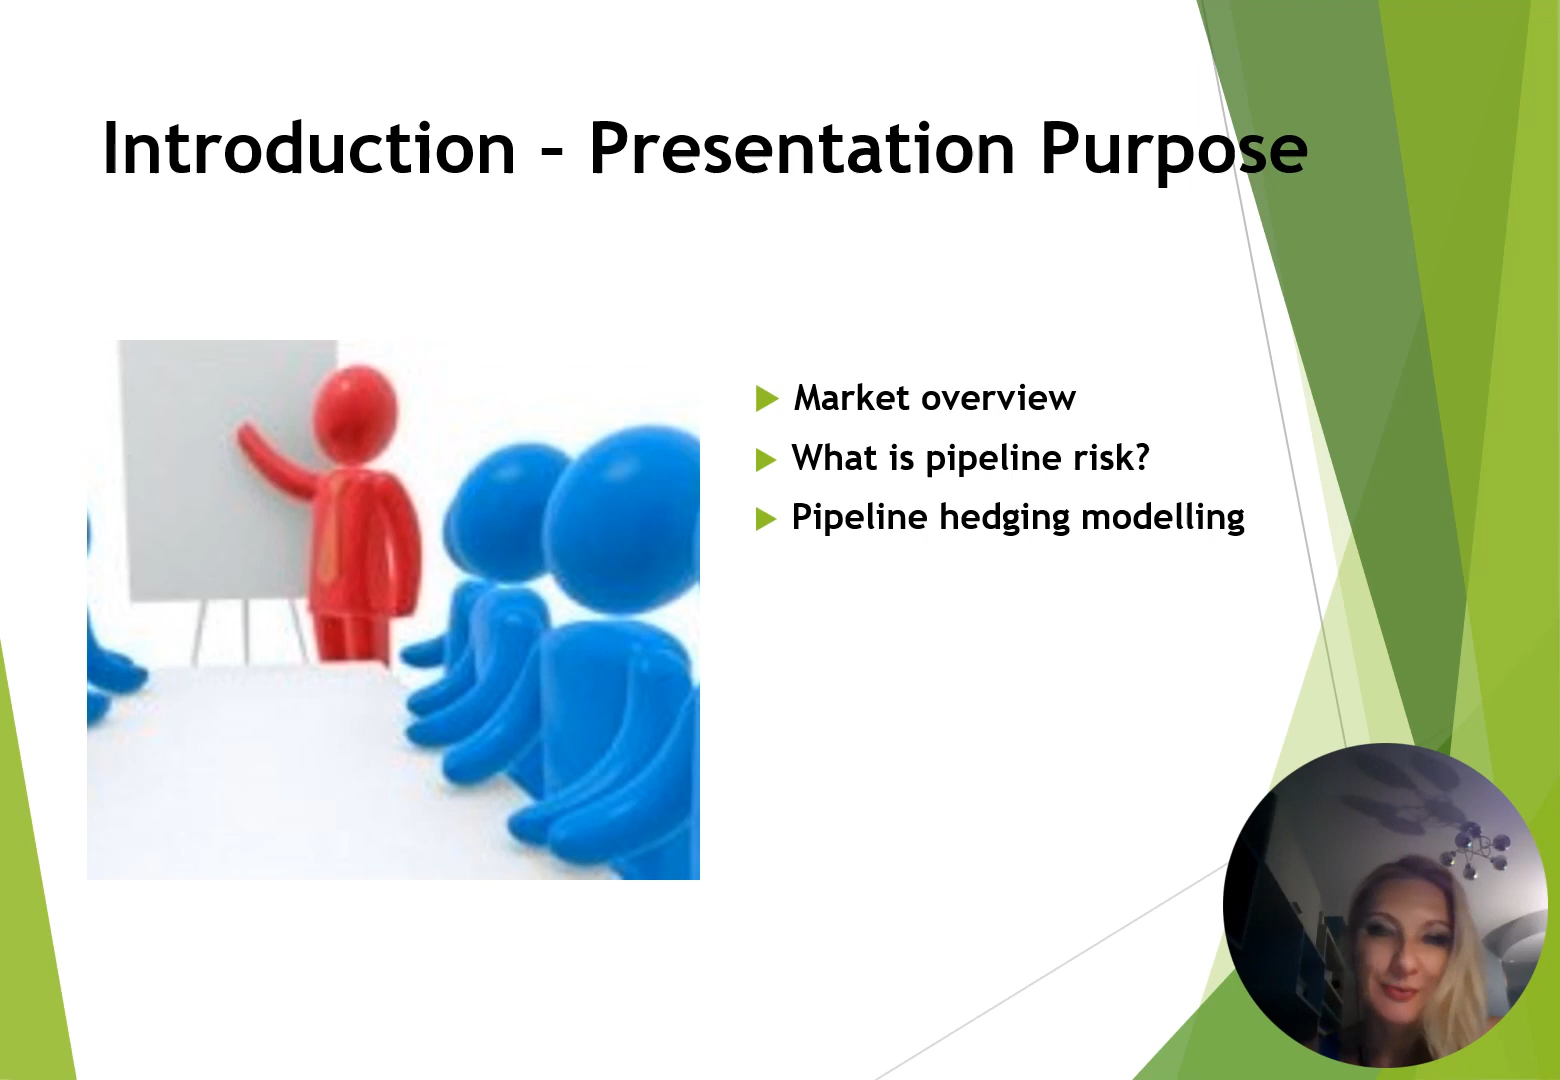 Introduction – Presentation Purpose
Market overview
What is pipeline risk?
Pipeline hedging modelling